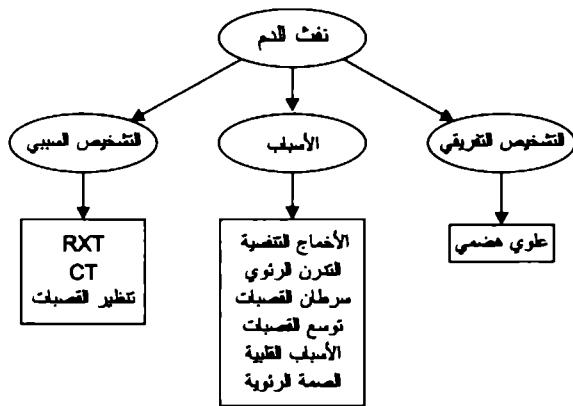 نفث الدم
التشخيص التفريقي
الأسباب
التشخيص السببي
علوي هضمي
الأخماج التنفسية
التدرن الرئوي
سرطان القصبات
توسع القصبات
الأسباب القلبية
الصمة الرئوية
RXT
CT
تنظير القصبات